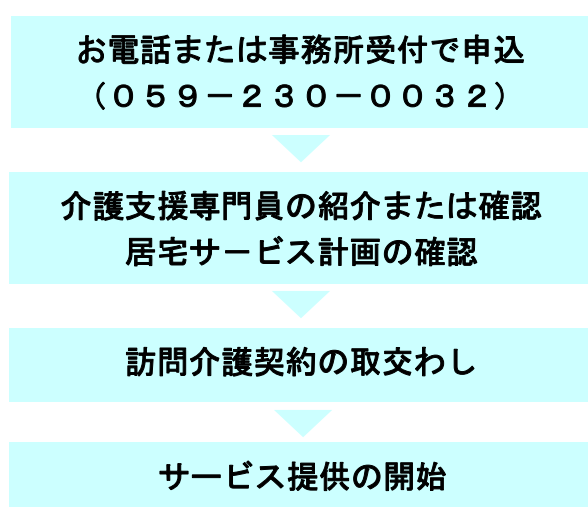 お電話または事務所受付で申込
（０５９－２３０－００３２）
介護支援専門員の紹介または確認
居宅サービス計画の確認
訪問介護契約の取交わし
サービス提供の開始